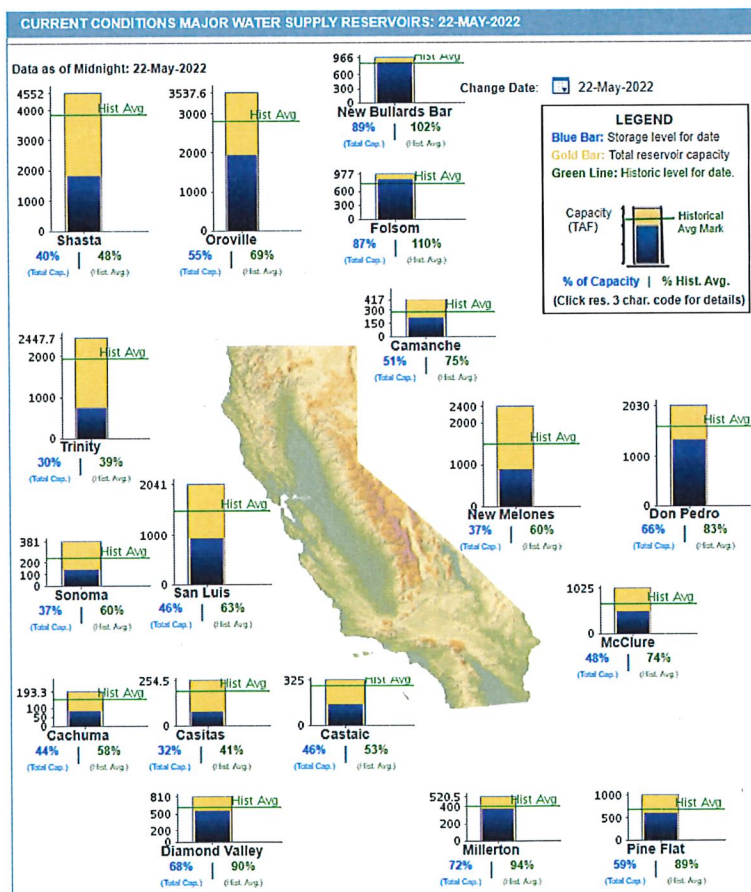 CURRENT CONDITIONS MAJOR WATER SUPPLY RESERVOIRS: 22-MAY-2022
Data as of Midnight: 22-May-2022
Change Date: 22-May-2022
LEGEND
Blue Bar: Storage level for date
Gold Bar: Total reservoir capacity
Green Line: Historic level for date.
Capacity
(TAF)
Historical
Avg Mark
% of Capacity | % Hist. Avg.
(Click res. 3 char. code for details)
4552
4000
3000
2000
1000
0
Hist Avg
Shasta
40% | 48%
(Total Cap.) (Hist. Avg.)
3537.6
3000
2000
1000
0
Hist Avg
Oroville
55% | 69%
(Total Cap.) (Hist. Avg.)
966
600
300
0
Hist Avg
New Bullards Bar
89% | 102%
(Total Cap.) (Hist. Avg.)
977
600
300
0
Hist Avg
Folsom
87% | 110%
(Total Cap.) (Hist. Avg.)
417
300
150
0
Hist Avg
Camanche
51% | 75%
(Total Cap.) (Hist. Avg.)
2447.7
2000
1000
0
Hist Avg
Trinity
30% | 39%
(Total Cap.) (Hist. Avg.)
2400
2000
1000
0
Hist Avg
New Melones
37% | 60%
(Total Cap.) (Hist. Avg.)
2030
1000
0
Hist Avg
Don Pedro
66% | 83%
(Total Cap.) (Hist. Avg.)
381
200
100
0
Hist Avg
Sonoma
37% | 60%
(Total Cap.) (Hist. Avg.)
2041
1000
0
Hist Avg
San Luis
46% | 63%
(Total Cap.) (Hist. Avg.)
1025
0
Hist Avg
McClure
48% | 74%
(Total Cap.) (Hist. Avg.)
193.3
100
50
0
Hist Avg
Cachuma
44% | 58%
(Total Cap.) (Hist. Avg.)
254.5
0
Hist Avg
Casitas
32% | 41%
(Total Cap.) (Hist. Avg.)
325
0
Hist Avg
Castaic
46% | 53%
(Total Cap.) (Hist. Avg.)
810
500
0
Hist Avg
Diamond Valley
68% | 90%
(Total Cap.) (Hist. Avg.)
520.5
400
200
0
Hist Avg
Millerton
72% | 94%
(Total Cap.) (Hist. Avg.)
1000
500
0
Hist Avg
Pine Flat
59% | 89%
(Total Cap.) (Hist. Avg.)